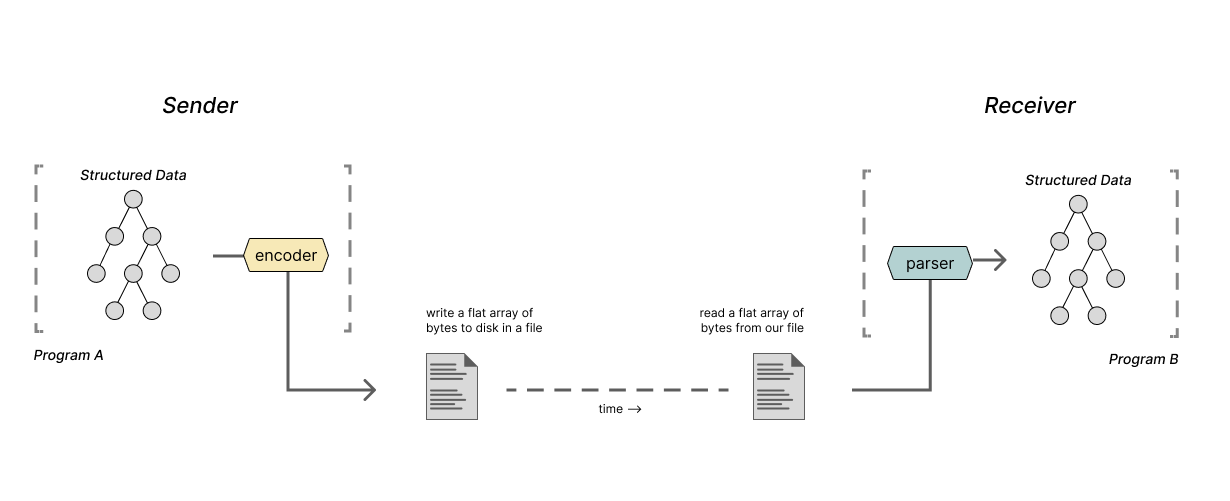 Sender
Receiver
Structured Data
encoder
Program A
write a flat array of
bytes to disk in a file
time →
read a flat array of
bytes from our file
parser
Structured Data
Program B